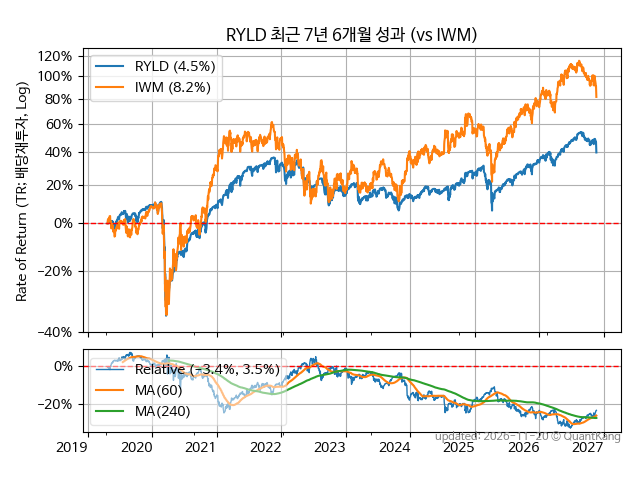 RYLD 최근 7년 6개월 성과 (vs IWM)
Rate of Return (TR: 배당재투자, Log)
120%
100%
80%
60%
40%
20%
0%
−20%
−40%
RYLD (4.5%)
IWM (8.2%)
0%
−20%
Relative (−3.4%, 3.5%)
MA(60)
MA(240)
2019 2020 2021 2022 2023 2024 2025 2026 2027
updated: 2026-11-20 © QuantKang